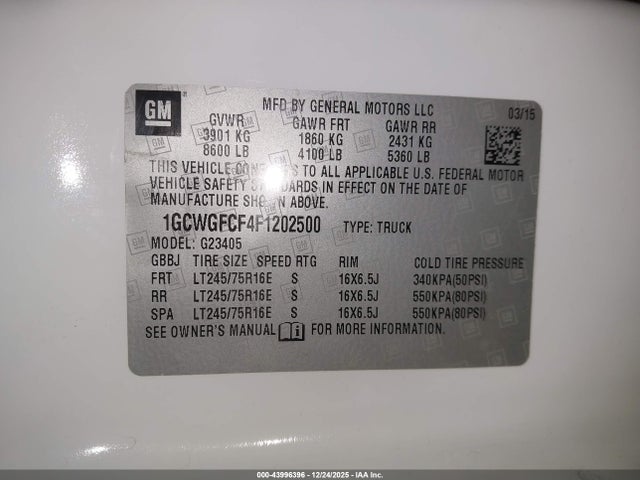 GM
MFD BY GENERAL MOTORS LLC 03/15
GVWR GAWR FRT GAWR RR
3901 KG 1860 KG 2431 KG
8600 LB 4100 LB 5360 LB
THIS VEHICLE CONFORMS TO ALL APPLICABLE U.S. FEDERAL MOTOR
VEHICLE SAFETY STANDARDS IN EFFECT ON THE DATE OF
MANUFACTURE SHOWN ABOVE.
1GCWGFCF4F1202500 TYPE: TRUCK
MODEL: G23405
GBBJ TIRE SIZE SPEED RTG RIM COLD TIRE PRESSURE
FRT LT245/75R16E S 16X6.5J 340KPA(50PSI)
RR LT245/75R16E S 16X6.5J 550KPA(80PSI)
SPA LT245/75R16E S 16X6.5J 550KPA(80PSI)
SEE OWNER'S MANUAL FOR MORE INFORMATION.
000-43996396 • 12/24/2025 • IAA Inc.